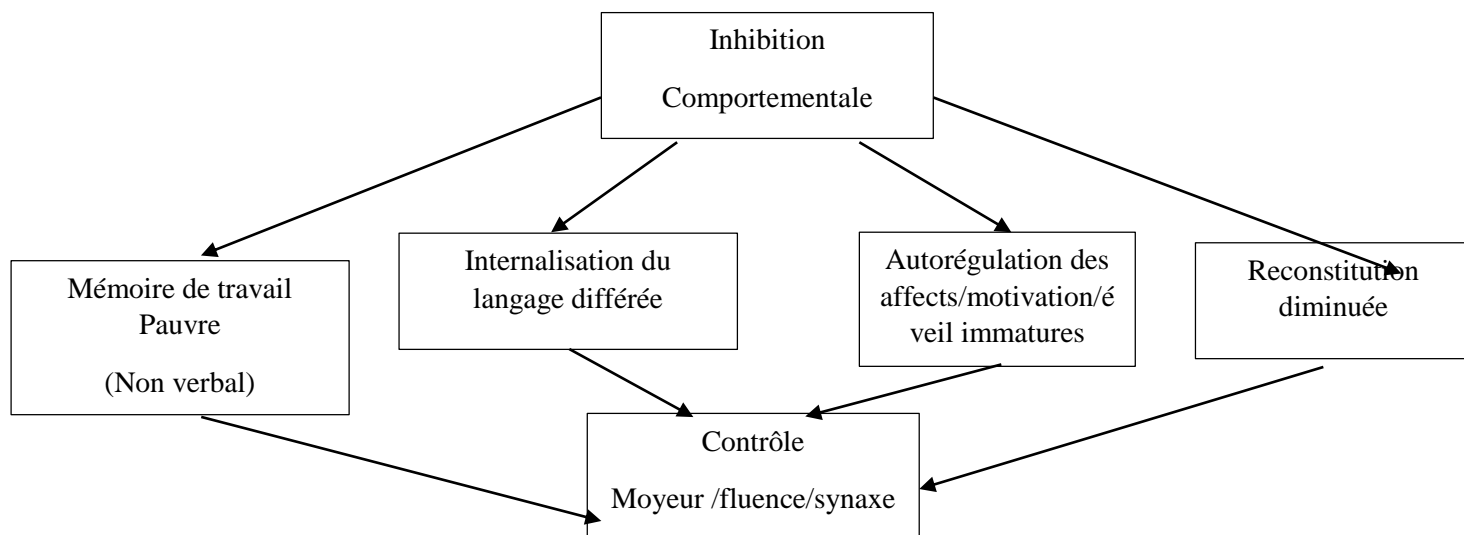 Inhibition
Comportementale
Mémoire de travail
Pauvre
(Non verbal)
Internalisation du
langage différée
Autorégulation des
affects/motivation/é
veil immatures
Reconstitution
diminuée
Contrôle
Moyeur /fluence/synaxe